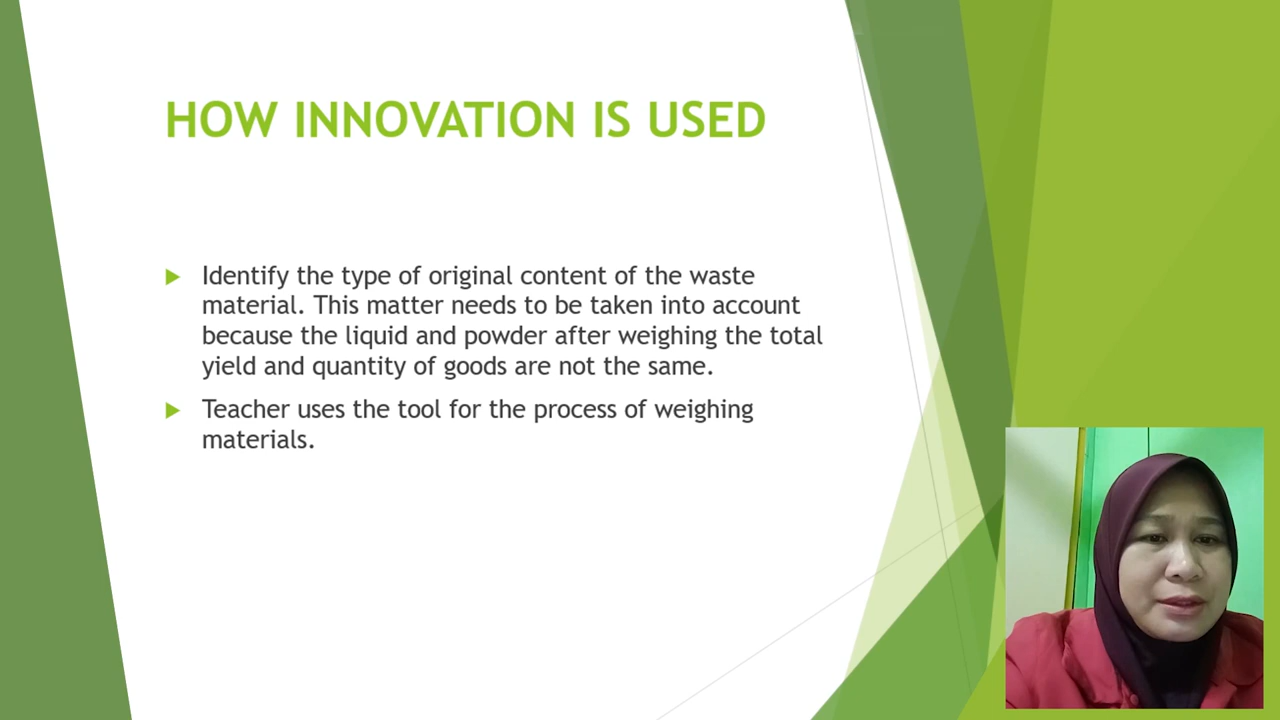 HOW INNOVATION IS USED
Identify the type of original content of the waste
material. This matter needs to be taken into account
because the liquid and powder after weighing the total
yield and quantity of goods are not the same.
Teacher uses the tool for the process of weighing
materials.